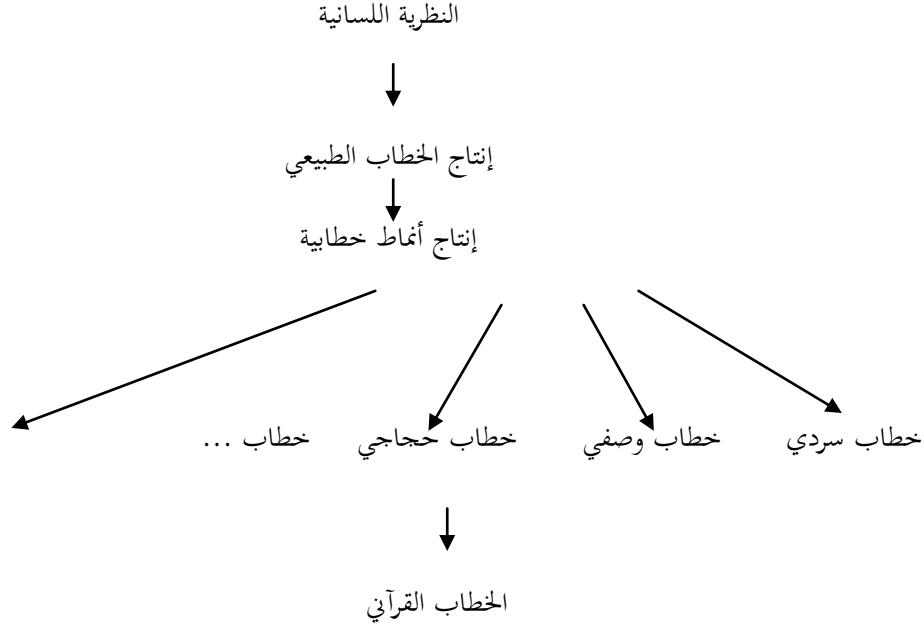 النظرية اللسانية
إنتاج الخطاب الطبيعي
إنتاج أنماط خطابية
خطاب سردي خطاب وصفي خطاب حجاجي خطاب ...
الخطاب القرآني